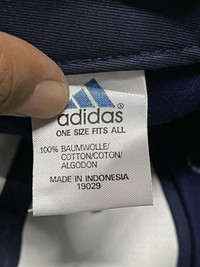 adidas®
ONE SIZE FITS ALL
100% BAUMWOLLE/
COTTON/COTON/
ALGODON
MADE IN INDONESIA
19029